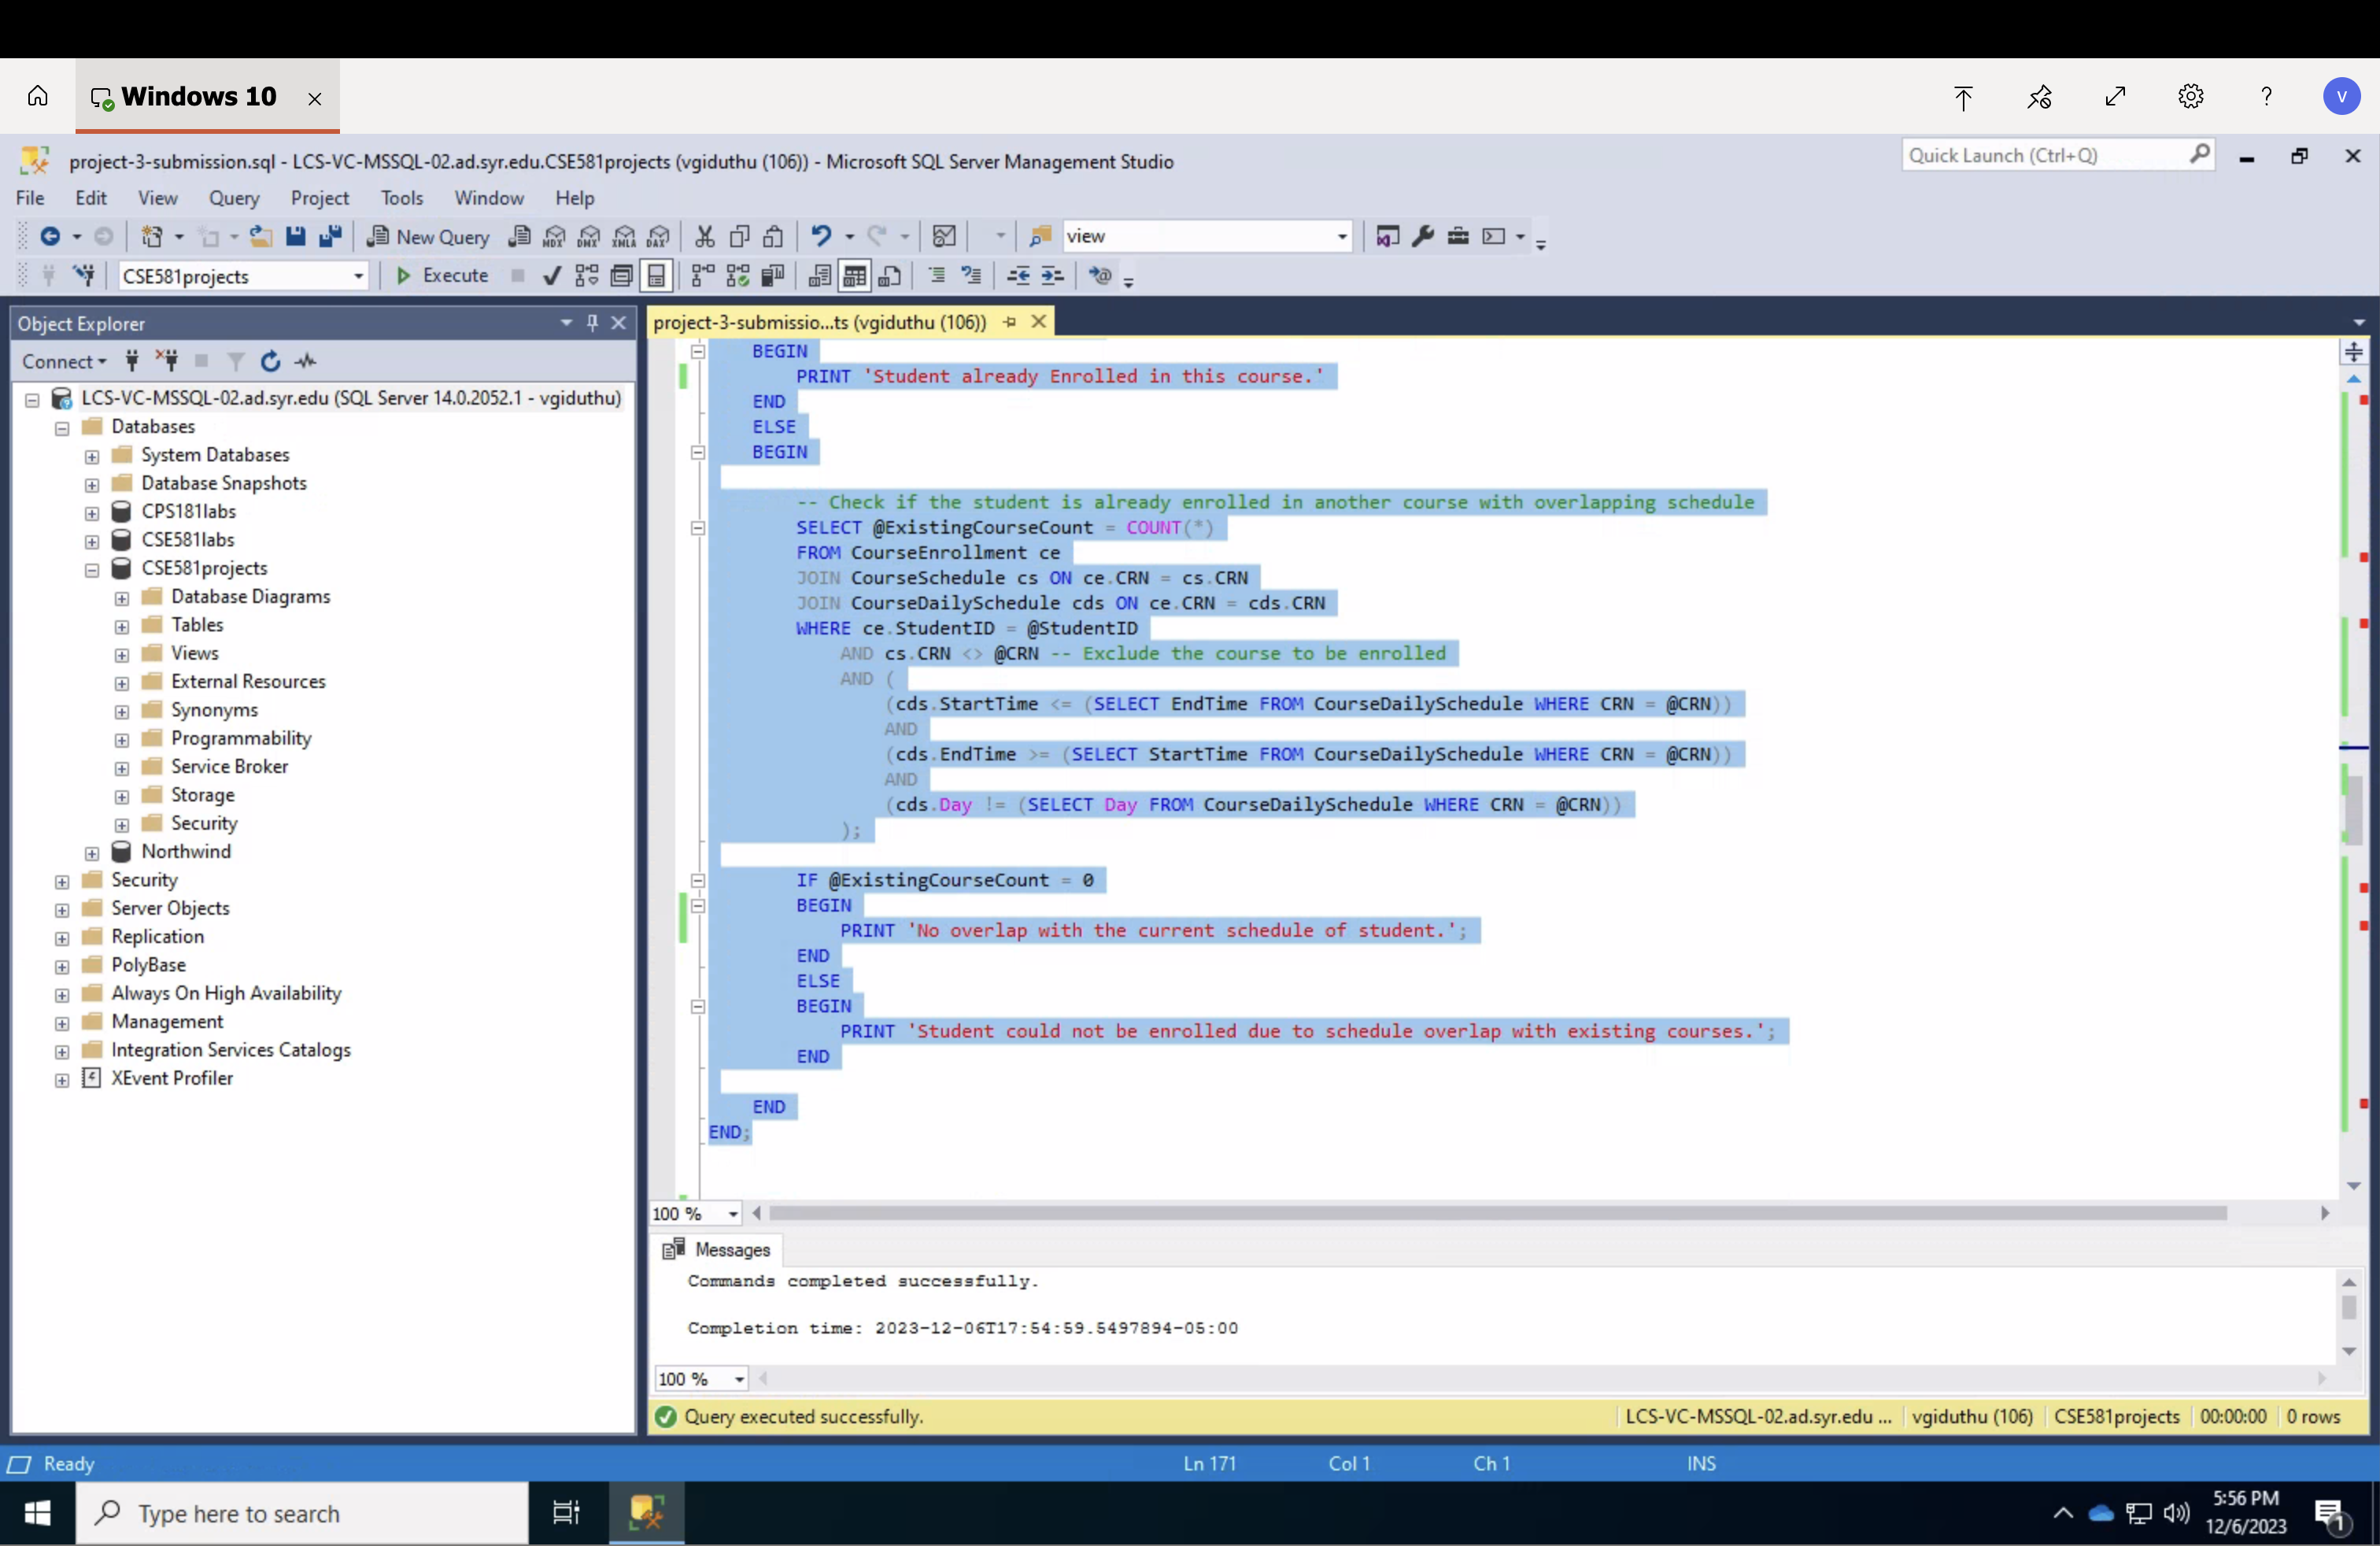 Windows 10
?
V
project-3-submission.sql - LCS-VC-MSSQL-02.ad.syr.edu.CSE581projects (vgiduthu (106)) - Microsoft SQL Server Management Studio
Quick Launch (Ctrl+Q)
File Edit View Query Project Tools Window Help
New Query MDX DMX XMLA DAX view
CSE581projects Execute
Object Explorer
project-3-submissio...ts (vgiduthu (106))
Connect
LCS-VC-MSSQL-02.ad.syr.edu (SQL Server 14.0.2052.1 - vgiduthu)
Databases
System Databases
Database Snapshots
CPS181labs
CSE581labs
CSE581projects
Database Diagrams
Tables
Views
External Resources
Synonyms
Programmability
Service Broker
Storage
Security
Northwind
Security
Server Objects
Replication
PolyBase
Always On High Availability
Management
Integration Services Catalogs
XEvent Profiler
BEGIN
PRINT 'Student already Enrolled in this course.'
END
ELSE
BEGIN
-- Check if the student is already enrolled in another course with overlapping schedule
SELECT @ExistingCourseCount = COUNT(*)
FROM CourseEnrollment ce
JOIN CourseSchedule cs ON ce.CRN = cs.CRN
JOIN CourseDailySchedule cds ON ce.CRN = cds.CRN
WHERE ce.StudentID = @StudentID
AND cs.CRN <> @CRN -- Exclude the course to be enrolled
AND (
(cds.StartTime <= (SELECT EndTime FROM CourseDailySchedule WHERE CRN = @CRN))
AND
(cds.EndTime >= (SELECT StartTime FROM CourseDailySchedule WHERE CRN = @CRN))
AND
(cds.Day != (SELECT Day FROM CourseDailySchedule WHERE CRN = @CRN))
);
IF @ExistingCourseCount = 0
BEGIN
PRINT 'No overlap with the current schedule of student.';
END
ELSE
BEGIN
PRINT 'Student could not be enrolled due to schedule overlap with existing courses.';
END
END
END;
100 %
Messages
Commands completed successfully.
Completion time: 2023-12-06T17:54:59.5497894-05:00
100 %
Query executed successfully. LCS-VC-MSSQL-02.ad.syr.edu ... vgiduthu (106) CSE581projects 00:00:00 0 rows
Ready Ln 171 Col 1 Ch 1 INS
Type here to search
5:56 PM
12/6/2023
1